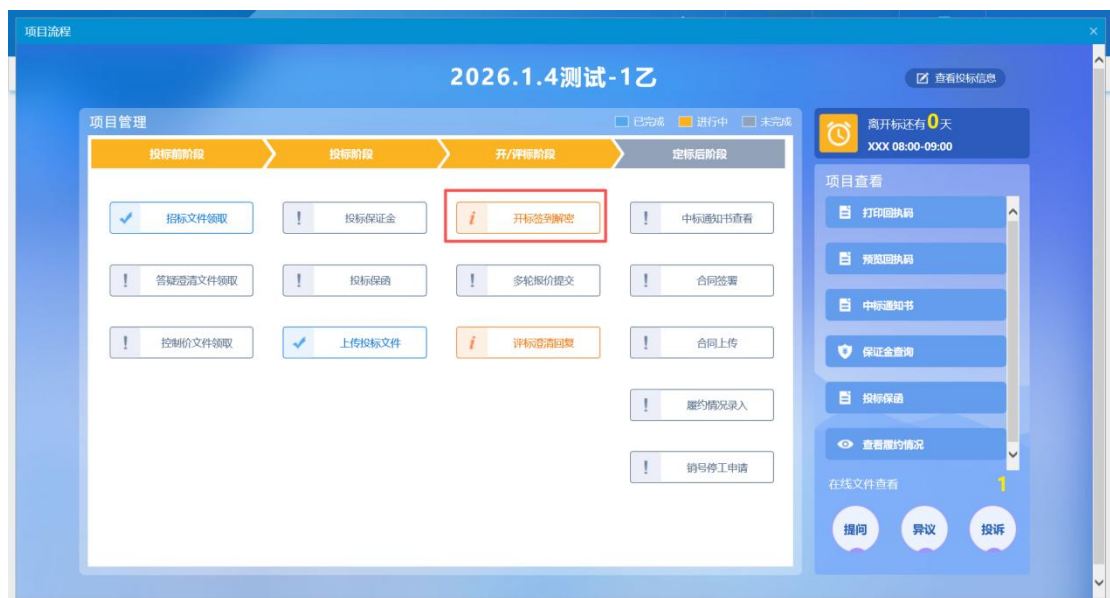 项目流程
2026.1.4测试-1乙
查看投标信息
项目管理
已完成 进行中 未完成
投标前阶段 投标阶段 开/评标阶段 定标后阶段
招标文件领取 投标保证金 开标签到解密 中标通知书查看
答疑澄清文件领取 投标保函 多轮报价提交 合同签署
控制价文件领取 上传投标文件 评标澄清回复 合同上传
履约情况录入
销号停工申请
离开标还有0天
XXX 08:00-09:00
项目查看
打印回执码
预览回执码
中标通知书
保证金查询
投标保函
查看履约情况
在线文件查看 1
提问 异议 投诉